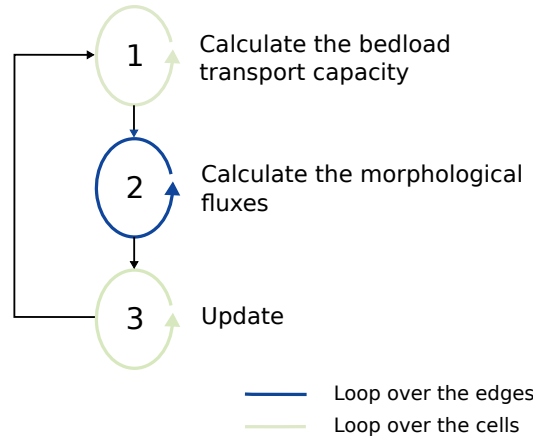 1
Calculate the bedload
transport capacity
2
Calculate the morphological
fluxes
3
Update
Loop over the edges
Loop over the cells